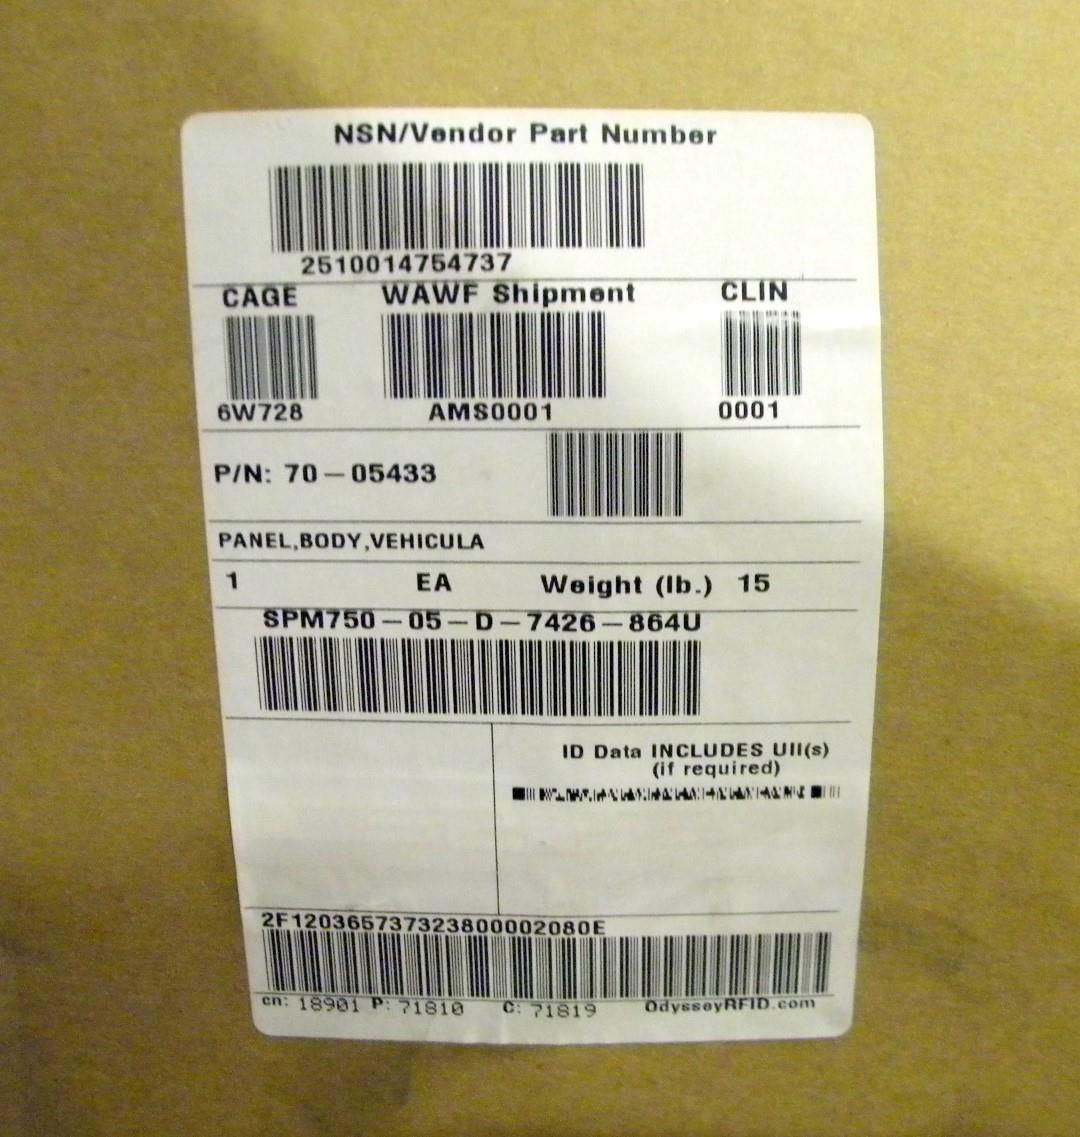 NSN/Vendor Part Number
2510014754737
CAGE WAWF Shipment CLIN
6W728 AMS0001 0001
P/N: 70-05433
PANEL,BODY,VEHICULA
1 EA Weight (lb.) 15
SPM750-05-D-7426-864U
ID Data INCLUDES UII(s)
(if required)
2F120365737323800002080E
cn: 18901 P: 71810 C: 71819 OdysseyRFID.com